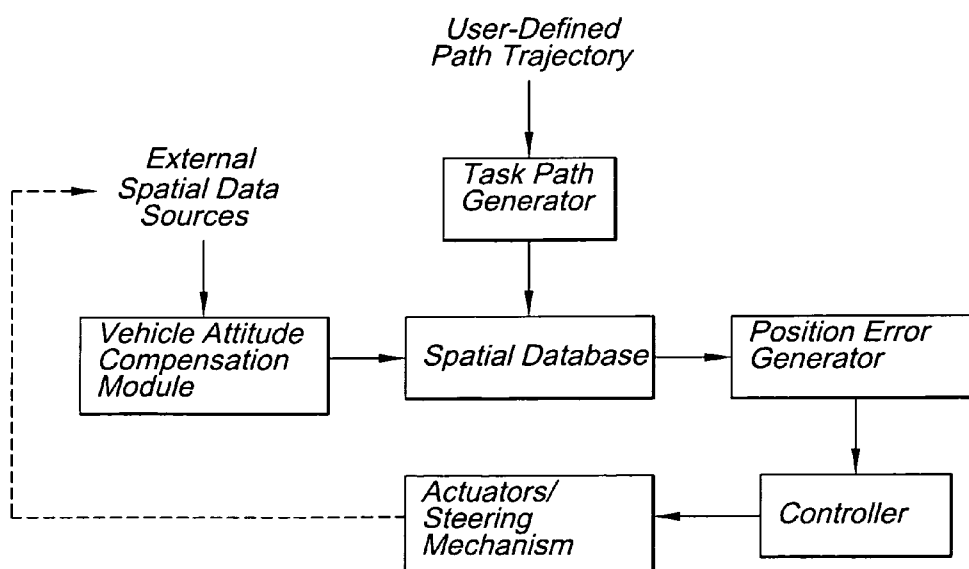 User-Defined
Path Trajectory
External
Spatial Data
Sources
Task Path
Generator
Vehicle Attitude
Compensation
Module
Spatial Database
Position Error
Generator
Actuators/
Steering
Mechanism
Controller